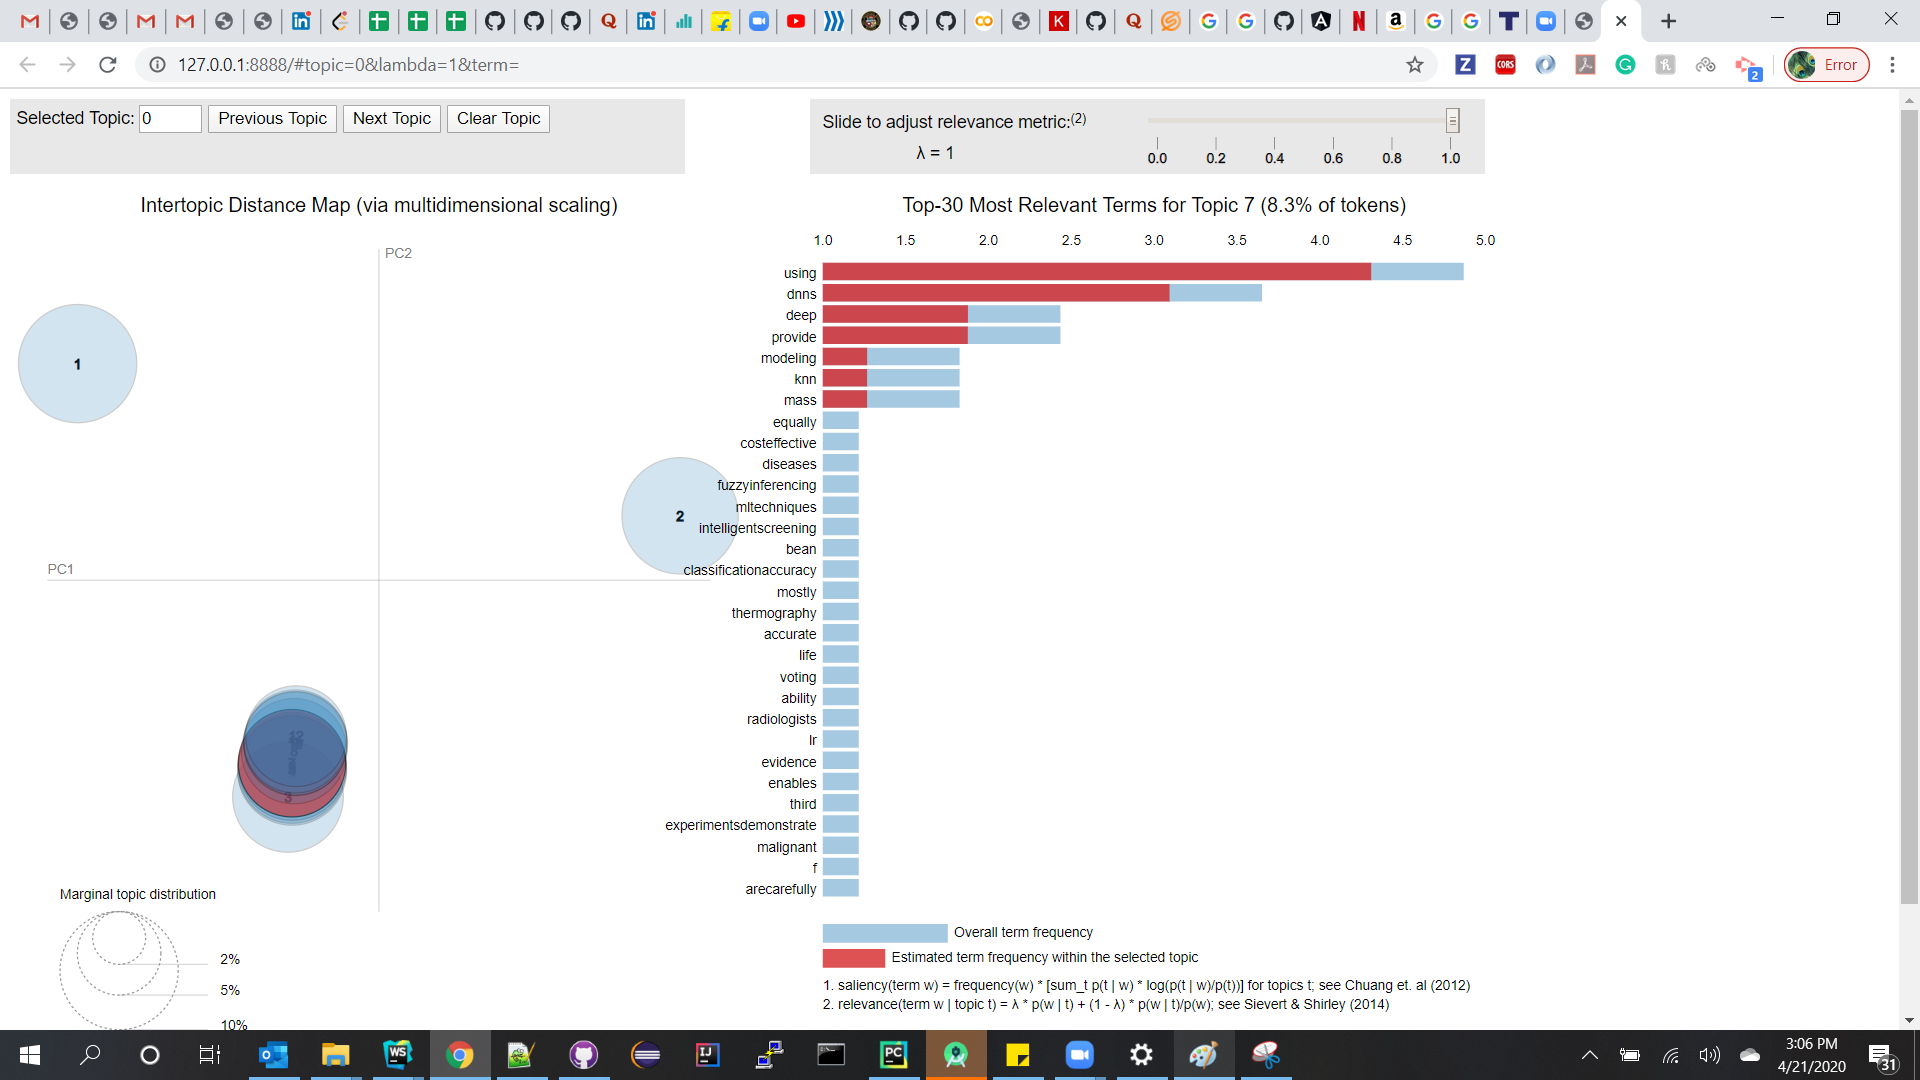 127.0.0.1:8888/#topic=0&lambda=1&term=
Error
2
Selected Topic: 0 Previous Topic Next Topic Clear Topic
Slide to adjust relevance metric:(2)
λ = 1
0.0 0.2 0.4 0.6 0.8 1.0
Intertopic Distance Map (via multidimensional scaling)
PC2
PC1
1
2
3
Marginal topic distribution
2%
5%
10%
Top-30 Most Relevant Terms for Topic 7 (8.3% of tokens)
1.0 1.5 2.0 2.5 3.0 3.5 4.0 4.5 5.0
using
dnns
deep
provide
modeling
knn
mass
equally
costeffective
diseases
fuzzyinferencing
mltechniques
intelligentscreening
bean
classificationaccuracy
mostly
thermography
accurate
life
voting
ability
radiologists
lr
evidence
enables
third
experimentsdemonstrate
malignant
f
arecarefully
Overall term frequency
Estimated term frequency within the selected topic
1. saliency(term w) = frequency(w) * [sum_t p(t | w) * log(p(t | w)/p(t))] for topics t; see Chuang et. al (2012)
2. relevance(term w | topic t) = λ * p(w | t) + (1 - λ) * p(w | t)/p(w); see Sievert & Shirley (2014)
3:06 PM
4/21/2020
31